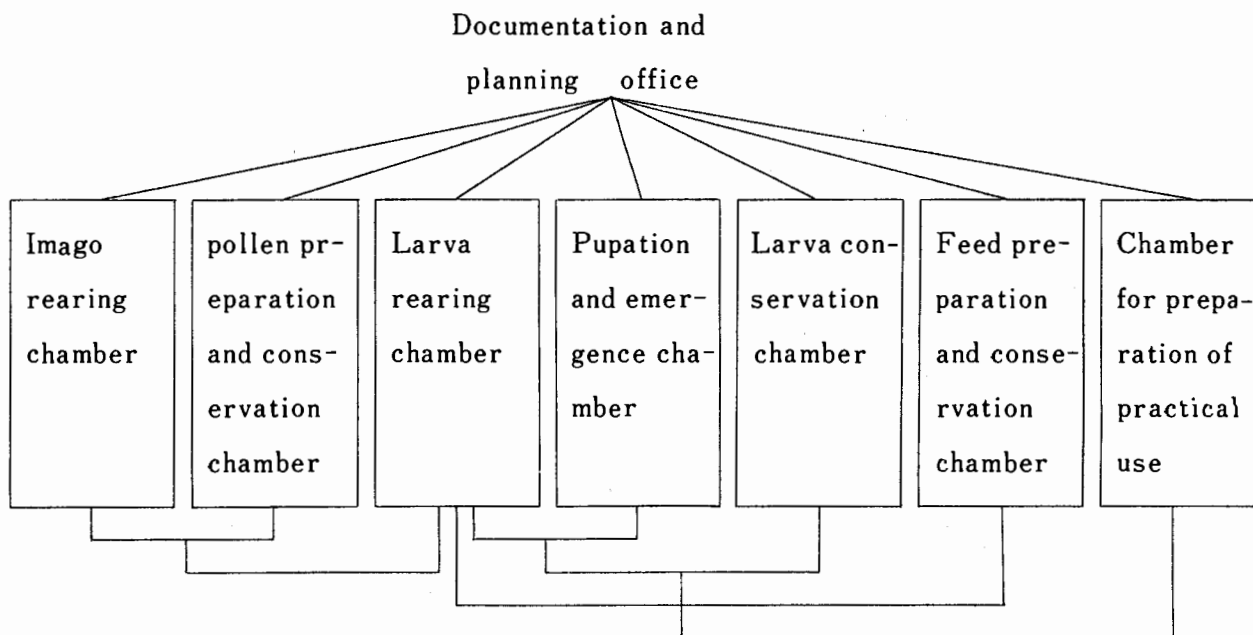 Documentation and
planning office
Imago
rearing
chamber
pollen pr-
eparation
and cons-
ervation
chamber
Larva
rearing
chamber
Pupation
and emer-
gence cha-
mber
Larva con-
servation
chamber
Feed pre-
paration
and conse-
rvation
chamber
Chamber
for prepa-
ration of
practical
use